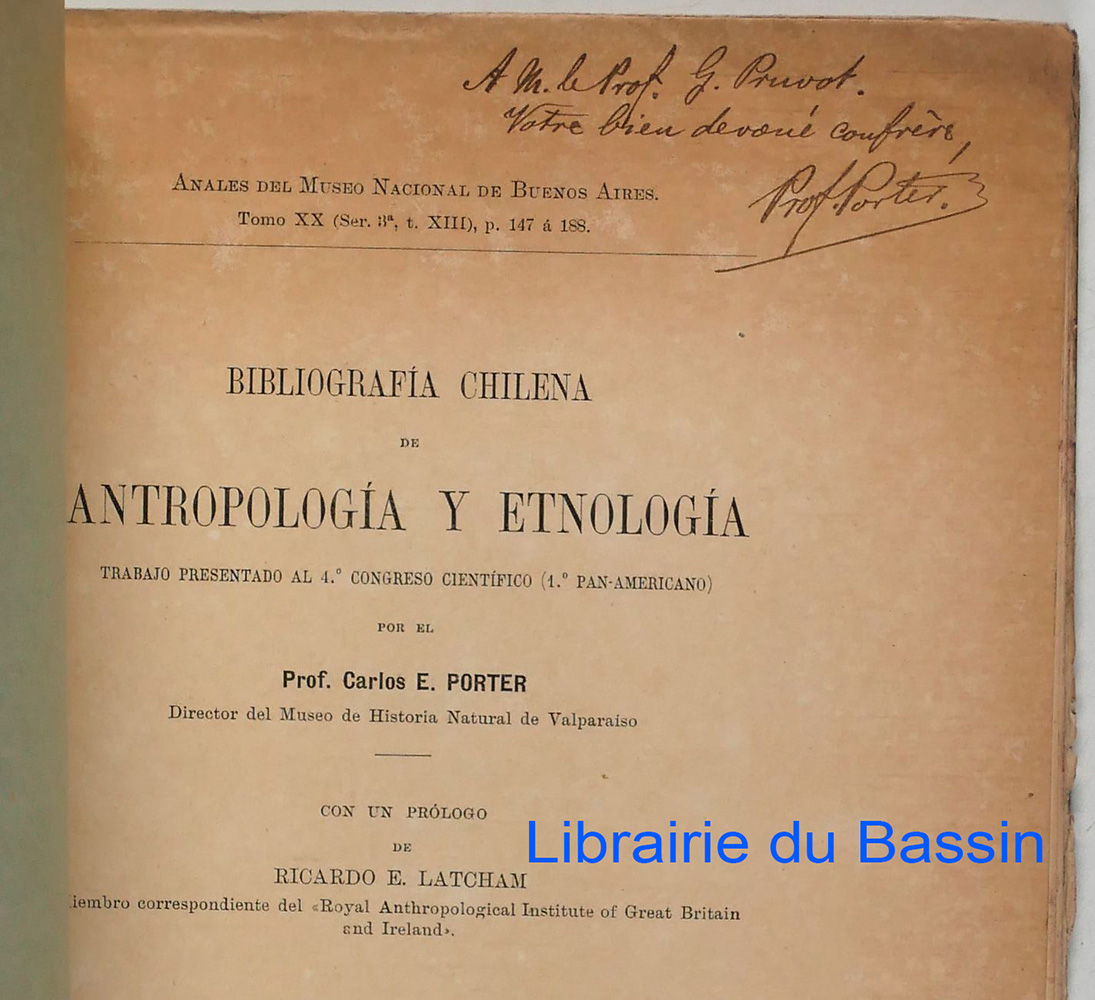 A M. le Prof. G. Pruvot.
Votre bien devoué confrère,
Prof. Porter.
ANALES DEL MUSEO NACIONAL DE BUENOS AIRES.
Tomo XX (Ser. 3ª, t. XIII), p. 147 á 188.
BIBLIOGRAFÍA CHILENA
DE
ANTROPOLOGÍA Y ETNOLOGÍA
TRABAJO PRESENTADO AL 4.º CONGRESO CIENTÍFICO (1.º PAN-AMERICANO)
POR EL
Prof. Carlos E. PORTER
Director del Museo de Historia Natural de Valparaiso
CON UN PRÓLOGO
DE
RICARDO E. LATCHAM
iembro correspondiente del «Royal Anthropological Institute of Great Britain
and Ireland».
Librairie du Bassin